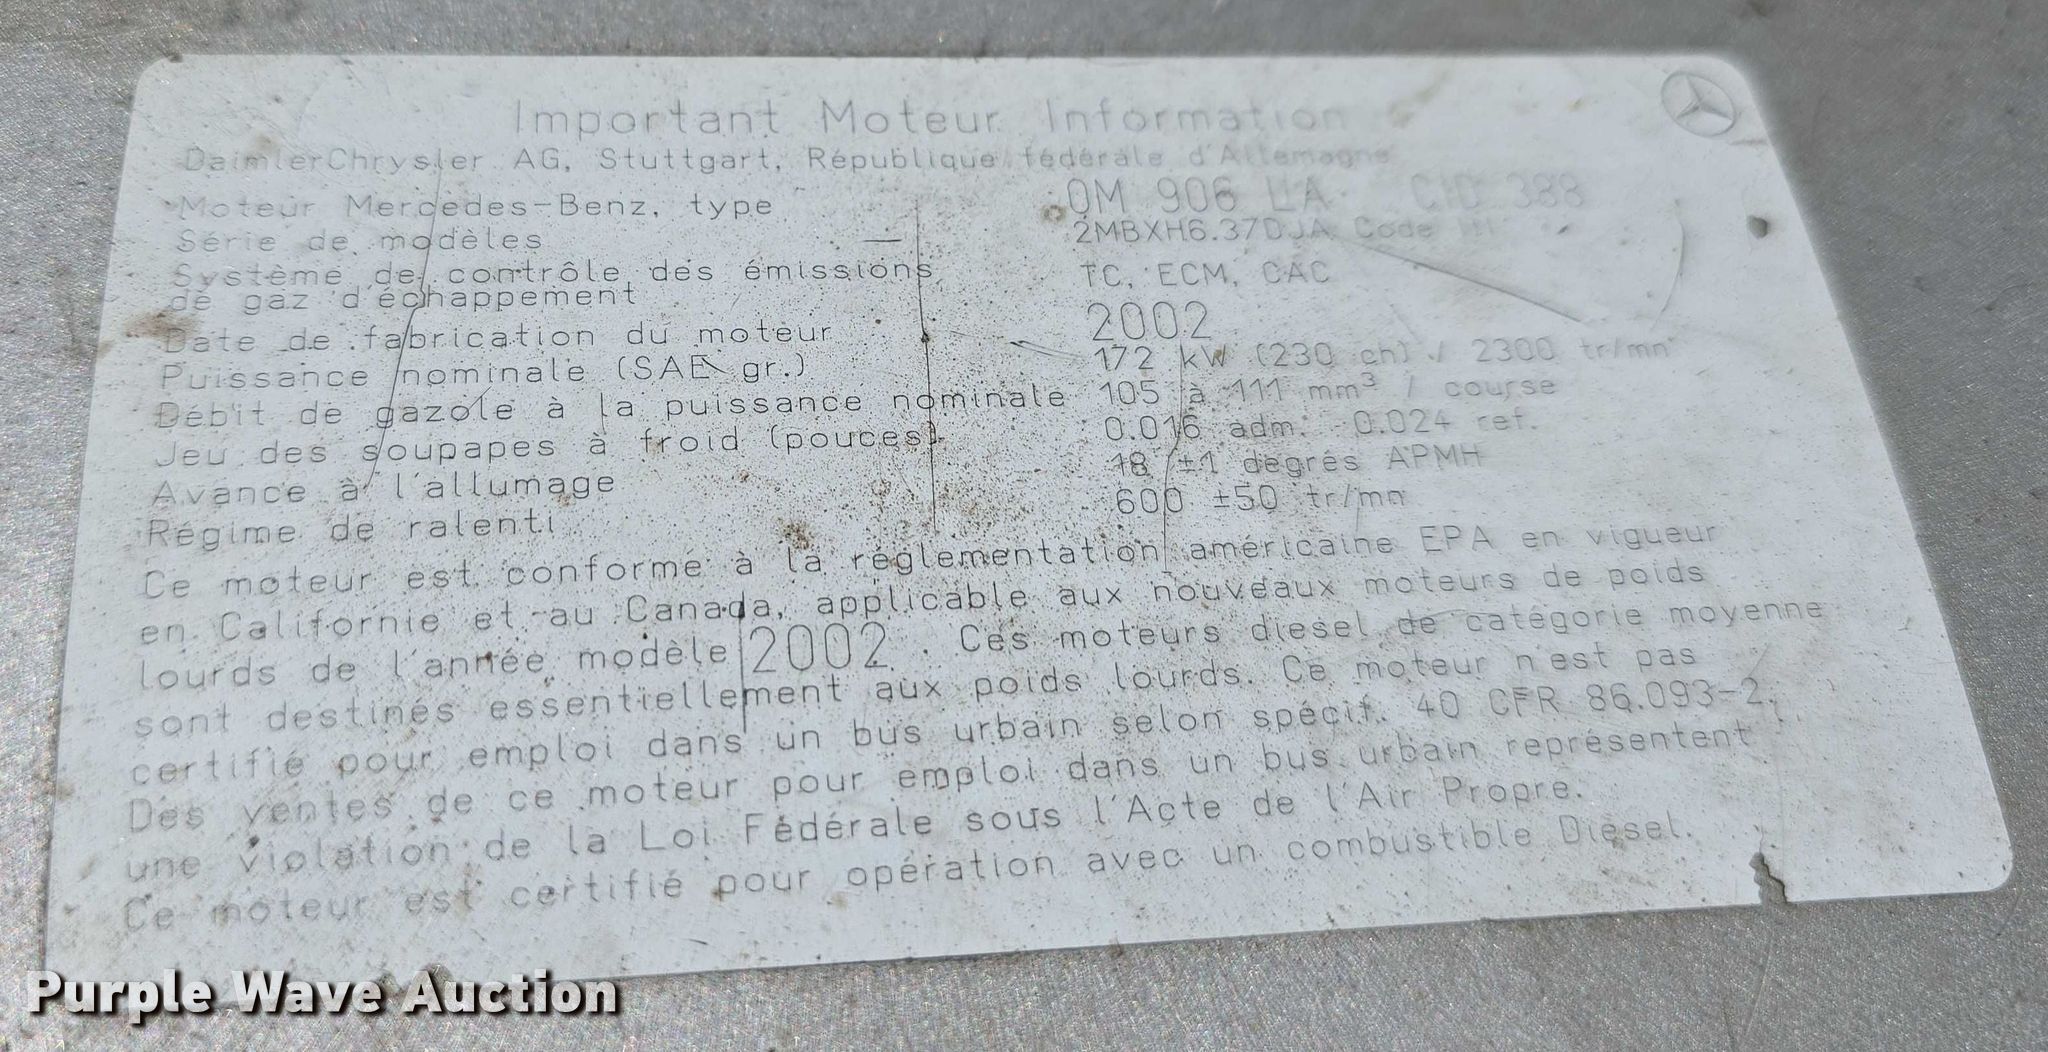 Important Moteur Information
DaimlerChrysler AG, Stuttgart, République fédérale d'Allemagne
Moteur Mercedes-Benz, type OM 906 LA CID 388
Série de modèles 2MBXH6.37DJA Code
Système de contrôle des émissions
de gaz d'échappement TC, ECM, CAC
Date de fabrication du moteur 2002
Puissance nominale (SAE gr.) 172 kW (230 ch) / 2300 tr/mn
Débit de gazole à la puissance nominale 105 à 111 mm³ / course
Jeu des soupapes à froid (pouces) 0.016 adm. 0.024 ref.
Avance à l'allumage 18 ±1 degrés APMH
Régime de ralenti 600 ±50 tr/mn
Ce moteur est conforme à la réglementation américaine EPA en vigueur
en Californie et au Canada, applicable aux nouveaux moteurs de poids
lourds de l'année modèle 2002. Ces moteurs diesel de catégorie moyenne
sont destinés essentiellement aux poids lourds. Ce moteur n'est pas
certifié pour emploi dans un bus urbain selon spécif. 40 CFR 86.093-2.
Des ventes de ce moteur pour emploi dans un bus urbain représentent
une violation de la Loi Fédérale sous l'Acte de l'Air Propre.
Ce moteur est certifié pour opération avec un combustible Diesel.
Purple Wave Auction